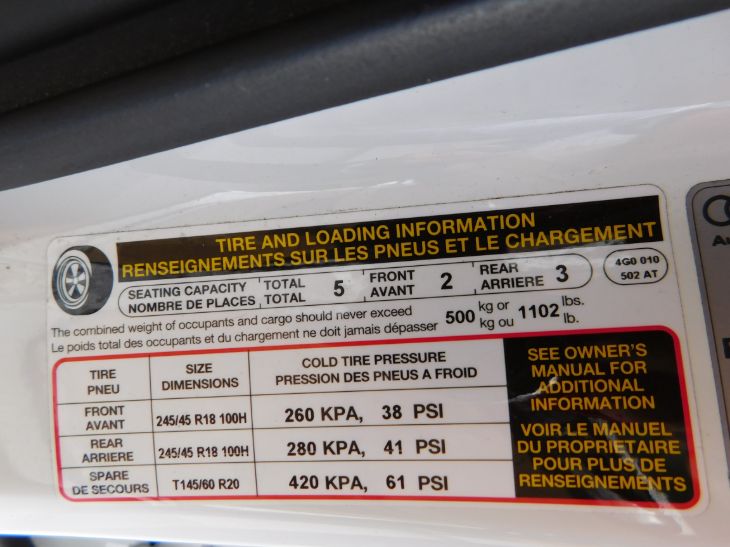 TIRE AND LOADING INFORMATION
RENSEIGNEMENTS SUR LES PNEUS ET LE CHARGEMENT
SEATING CAPACITY TOTAL 5 FRONT 2 REAR 3
NOMBRE DE PLACES TOTAL AVANT ARRIERE
4G0 010
502 AT
The combined weight of occupants and cargo should never exceed 500 kg or 1102 lbs.
Le poids total des occupants et du chargement ne doit jamais dépasser kg ou lb.
TIRE SIZE COLD TIRE PRESSURE
PNEU DIMENSIONS PRESSION DES PNEUS A FROID
FRONT
AVANT 245/45 R18 100H 260 KPA, 38 PSI
REAR
ARRIERE 245/45 R18 100H 280 KPA, 41 PSI
SPARE
DE SECOURS T145/60 R20 420 KPA, 61 PSI
SEE OWNER'S
MANUAL FOR
ADDITIONAL
INFORMATION
VOIR LE MANUEL
DU PROPRIETAIRE
POUR PLUS DE
RENSEIGNEMENTS